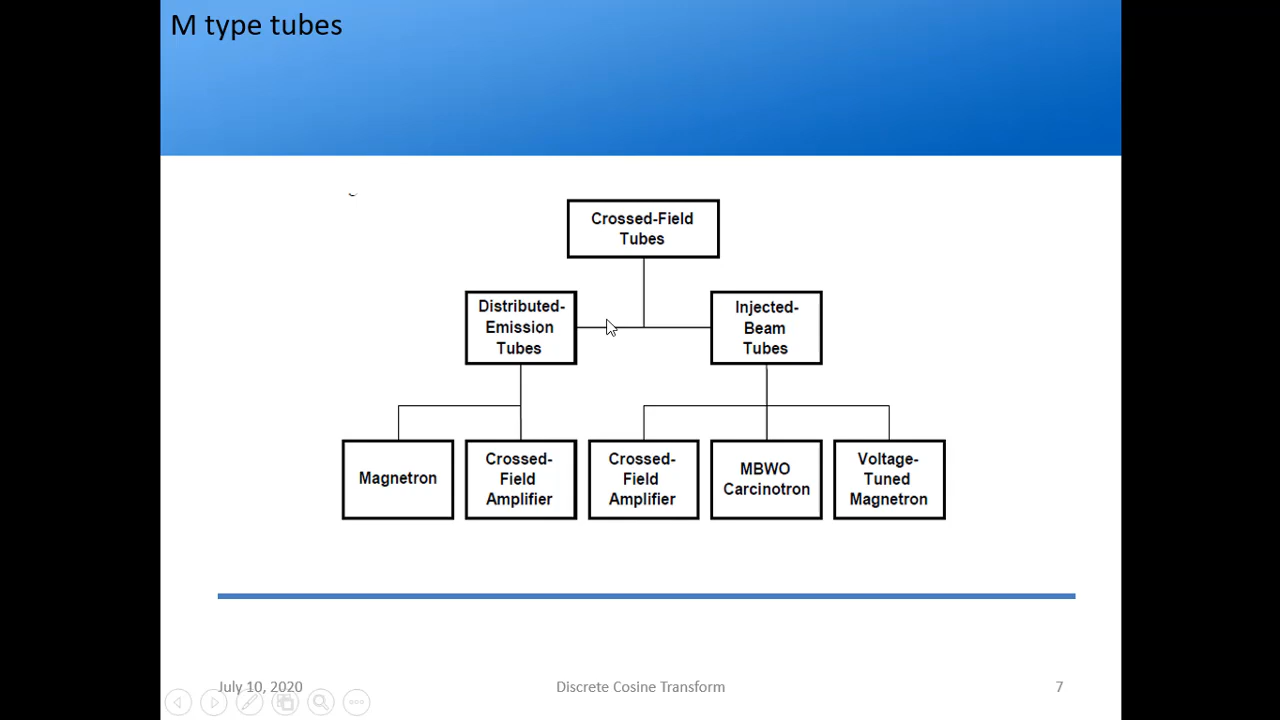 M type tubes
Crossed-Field
Tubes
Distributed-
Emission
Tubes
Injected-
Beam
Tubes
Magnetron
Crossed-
Field
Amplifier
Crossed-
Field
Amplifier
MBWO
Carcinotron
Voltage-
Tuned
Magnetron
July 10, 2020
Discrete Cosine Transform
7